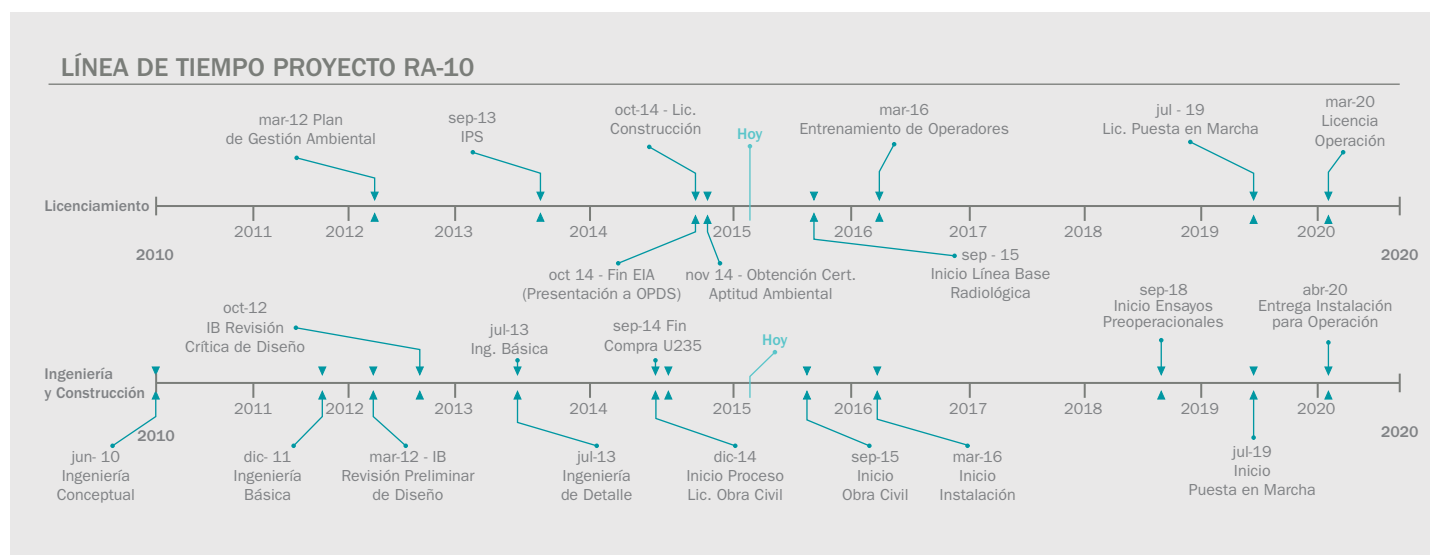 LÍNEA DE TIEMPO PROYECTO RA-10
mar-12 Plan
de Gestión Ambiental
sep-13
IPS
oct-14 - Lic.
Construcción
Hoy
mar-16
Entrenamiento de Operadores
jul - 19
Lic. Puesta en Marcha
mar-20
Licencia
Operación
Licenciamiento
2010
2011
2012
2013
2014
2015
2016
2017
2018
2019
2020
2020
oct 14 - Fin EIA
(Presentación a OPDS)
nov 14 - Obtención Cert.
Aptitud Ambiental
sep - 15
Inicio Línea Base
Radiológica
oct-12
IB Revisión
Crítica de Diseño
jul-13
Ing. Básica
sep-14 Fin
Compra U235
Hoy
sep-18
Inicio Ensayos
Preoperacionales
abr-20
Entrega Instalación
para Operación
Ingeniería
y Construcción
2010
2011
2012
2013
2014
2015
2016
2017
2018
2019
2020
2020
jun- 10
Ingeniería
Conceptual
dic- 11
Ingeniería
Básica
mar-12 - IB
Revisión Preliminar
de Diseño
jul-13
Ingeniería
de Detalle
dic-14
Inicio Proceso
Lic. Obra Civil
sep-15
Inicio
Obra Civil
mar-16
Inicio
Instalación
jul-19
Inicio
Puesta en Marcha